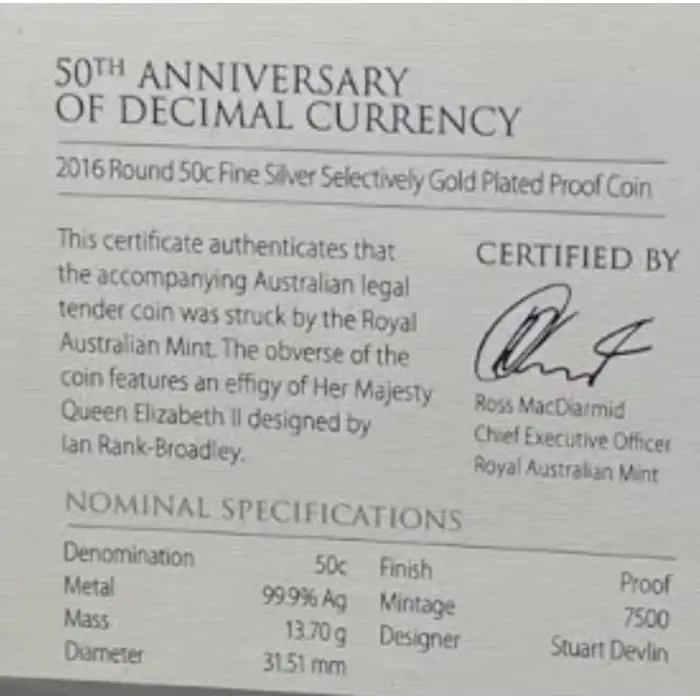 50TH ANNIVERSARY
OF DECIMAL CURRENCY
2016 Round 50c Fine Silver Selectively Gold Plated Proof Coin
This certificate authenticates that
the accompanying Australian legal
tender coin was struck by the Royal
Australian Mint. The obverse of the
coin features an effigy of Her Majesty
Queen Elizabeth II designed by
Ian Rank-Broadley.
CERTIFIED BY
Ross MacDiarmid
Chief Executive Officer
Royal Australian Mint
NOMINAL SPECIFICATIONS
Denomination 50c Finish Proof
Metal 99.9% Ag Mintage 7500
Mass 13.70 g Designer Stuart Devlin
Diameter 31.51 mm